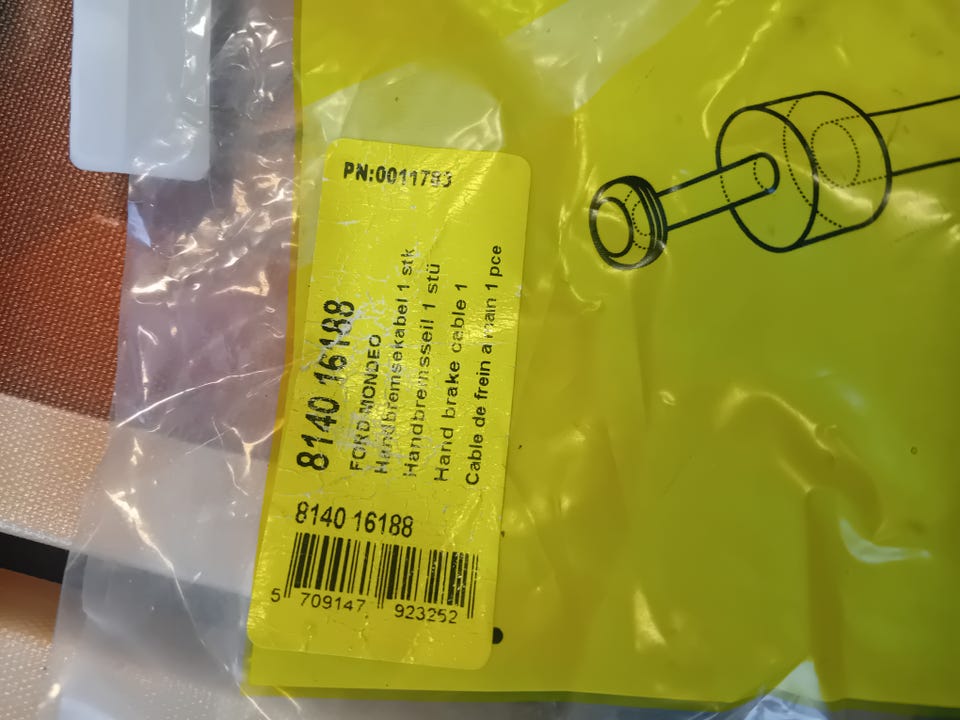 PN:0011793
8140 16188
FORD MONDEO
Handbremsekabel 1 stk
Handbremsseil 1 stü
Hand brake cable 1
Cable de frein a main 1 pce
8140 16188
5 709147 923252